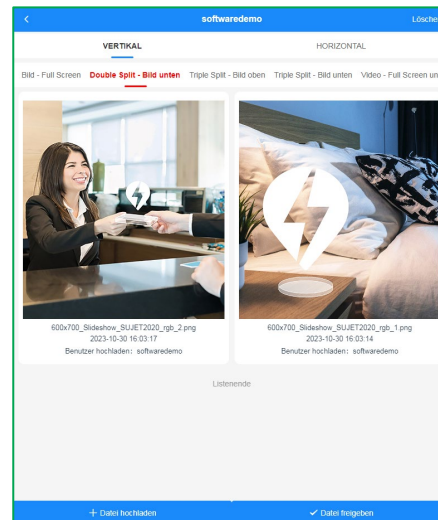 softwaredemo
Lösche
VERTIKAL
HORIZONTAL
Bild - Full Screen
Double Split - Bild unten
Triple Split - Bild oben
Triple Split - Bild unten
Video - Full Screen un
600x700_Slideshow_SUJET2020_rgb_2.png
2023-10-30 16:03:17
Benutzer hochladen: softwaredemo
600x700_Slideshow_SUJET2020_rgb_1.png
2023-10-30 16:03:14
Benutzer hochladen: softwaredemo
Listenende
Datei hochladen
Datei freigeben